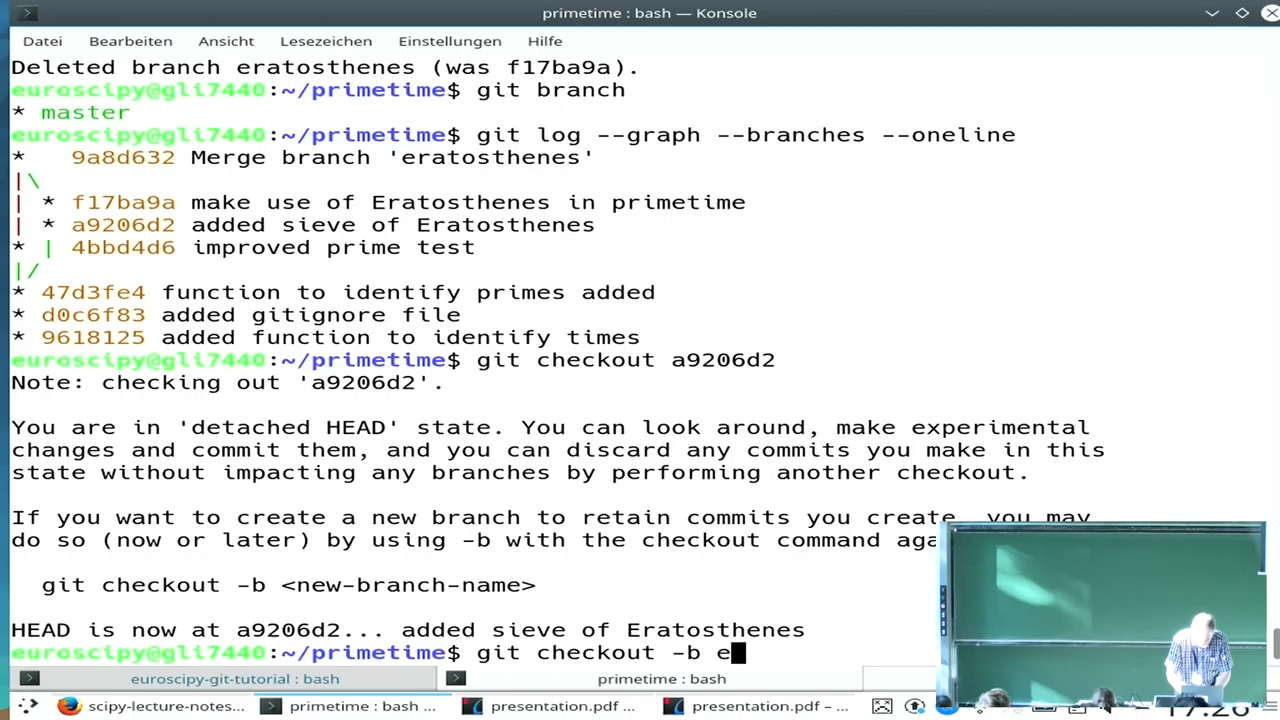 primetime : bash — Konsole
Datei Bearbeiten Ansicht Lesezeichen Einstellungen Hilfe
Deleted branch eratosthenes (was f17ba9a).
euroscipy@gli7440:~/primetime$ git branch
* master
euroscipy@gli7440:~/primetime$ git log --graph --branches --oneline
*   9a8d632 Merge branch 'eratosthenes'
|\
| * f17ba9a make use of Eratosthenes in primetime
| * a9206d2 added sieve of Eratosthenes
* | 4bbd4d6 improved prime test
|/
* 47d3fe4 function to identify primes added
* d0c6f83 added gitignore file
* 9618125 added function to identify times
euroscipy@gli7440:~/primetime$ git checkout a9206d2
Note: checking out 'a9206d2'.
You are in 'detached HEAD' state. You can look around, make experimental
changes and commit them, and you can discard any commits you make in this
state without impacting any branches by performing another checkout.
If you want to create a new branch to retain commits you create, you may
do so (now or later) by using -b with the checkout command aga
git checkout -b <new-branch-name>
HEAD is now at a9206d2... added sieve of Eratosthenes
euroscipy@gli7440:~/primetime$ git checkout -b e
euroscipy-git-tutorial : bash primetime : bash
scipy-lecture-notes... primetime : bash ... presentation.pdf ... presentation.pdf – ...